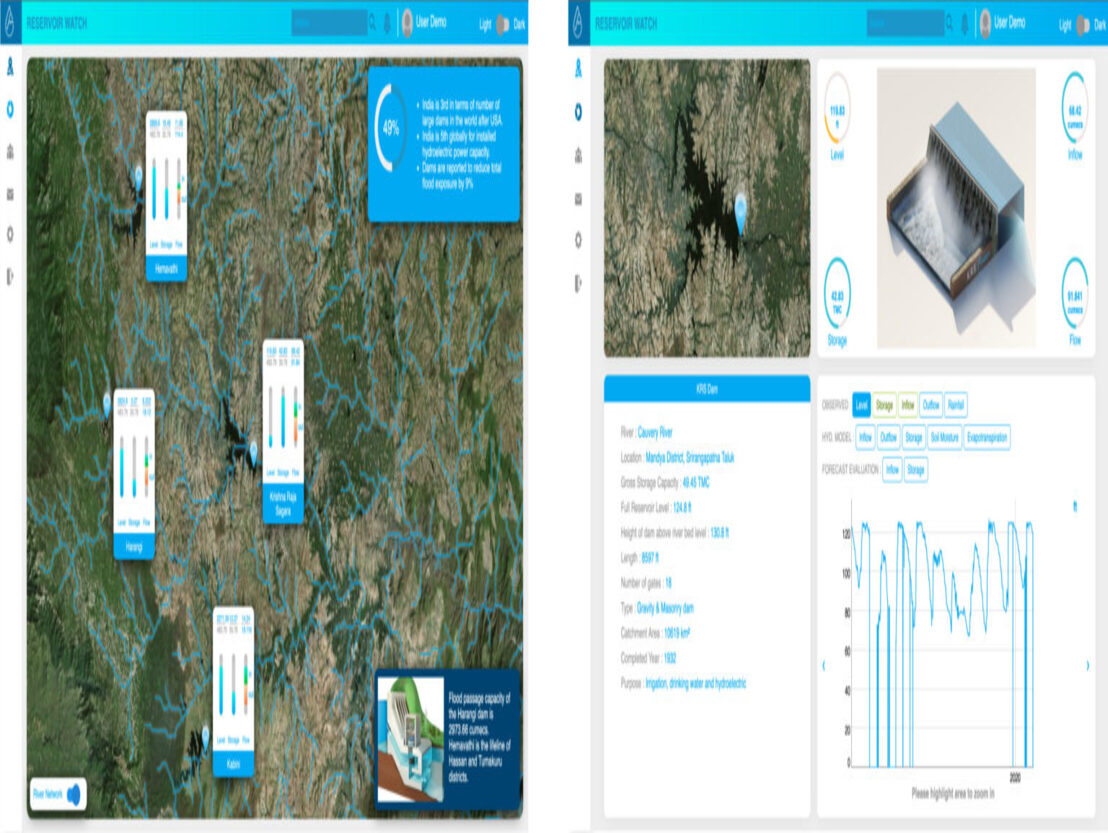 RESERVOIR WATCH
User Demo
Light
Dark
49%
• India is 3rd in terms of number of
large dams in the world after USA.
• India is 5th globally for installed
hydroelectric power capacity.
• Dams are reported to reduce total
flood exposure by 9%
Level Storage Flow
Hemavathi
Level Storage Flow
Krishna Raja
Sagara
Level Storage Flow
Harangi
Level Storage Flow
Kabini
Flood passage capacity of
the Harangi dam is
2973.66 cumecs.
Hemavathi is the lifeline of
Hassan and Tumakuru
districts.
River Network
RESERVOIR WATCH
User Demo
Light
Dark
119.83
ft
Level
68.42
cumecs
Inflow
42.83
TMC
Storage
91.641
cumecs
Flow
KRS Dam
River : Cauvery River
Location : Mandya District, Srirangapatna Taluk
Gross Storage Capacity : 49.45 TMC
Full Reservoir Level : 124.8 ft
Height of dam above river bed level : 130.8 ft
Length : 8597 ft
Number of gates : 18
Type : Gravity & Masonry dam
Catchment Area : 10619 km²
Completed Year : 1932
Purpose : Irrigation, drinking water and hydroelectric
OBSERVED Level Storage Inflow Outflow Rainfall
HYD. MODEL Inflow Outflow Storage Soil Moisture Evapotranspiration
FORECAST EVALUATION Inflow Storage
ft
120
100
80
60
40
20
0
2020
Please highlight area to zoom in